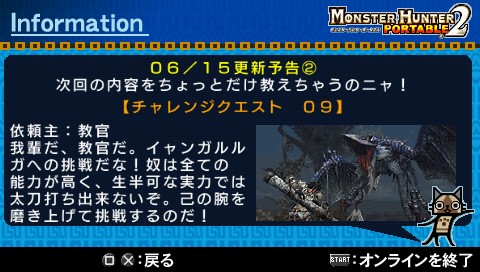 Information
MONSTER HUNTER
PORTABLE 2
06/15更新予告②
次回の内容をちょっとだけ教えちゃうのニャ！
【チャレンジクエスト　09】
依頼主：教官
我輩だ、教官だ。イャンガルル
ガへの挑戦だな！奴は全ての
能力が高く、生半可な実力では
太刀打ち出来ないぞ。己の腕を
磨き上げて挑戦するのだ！
□ ○：戻る
START：オンラインを終了